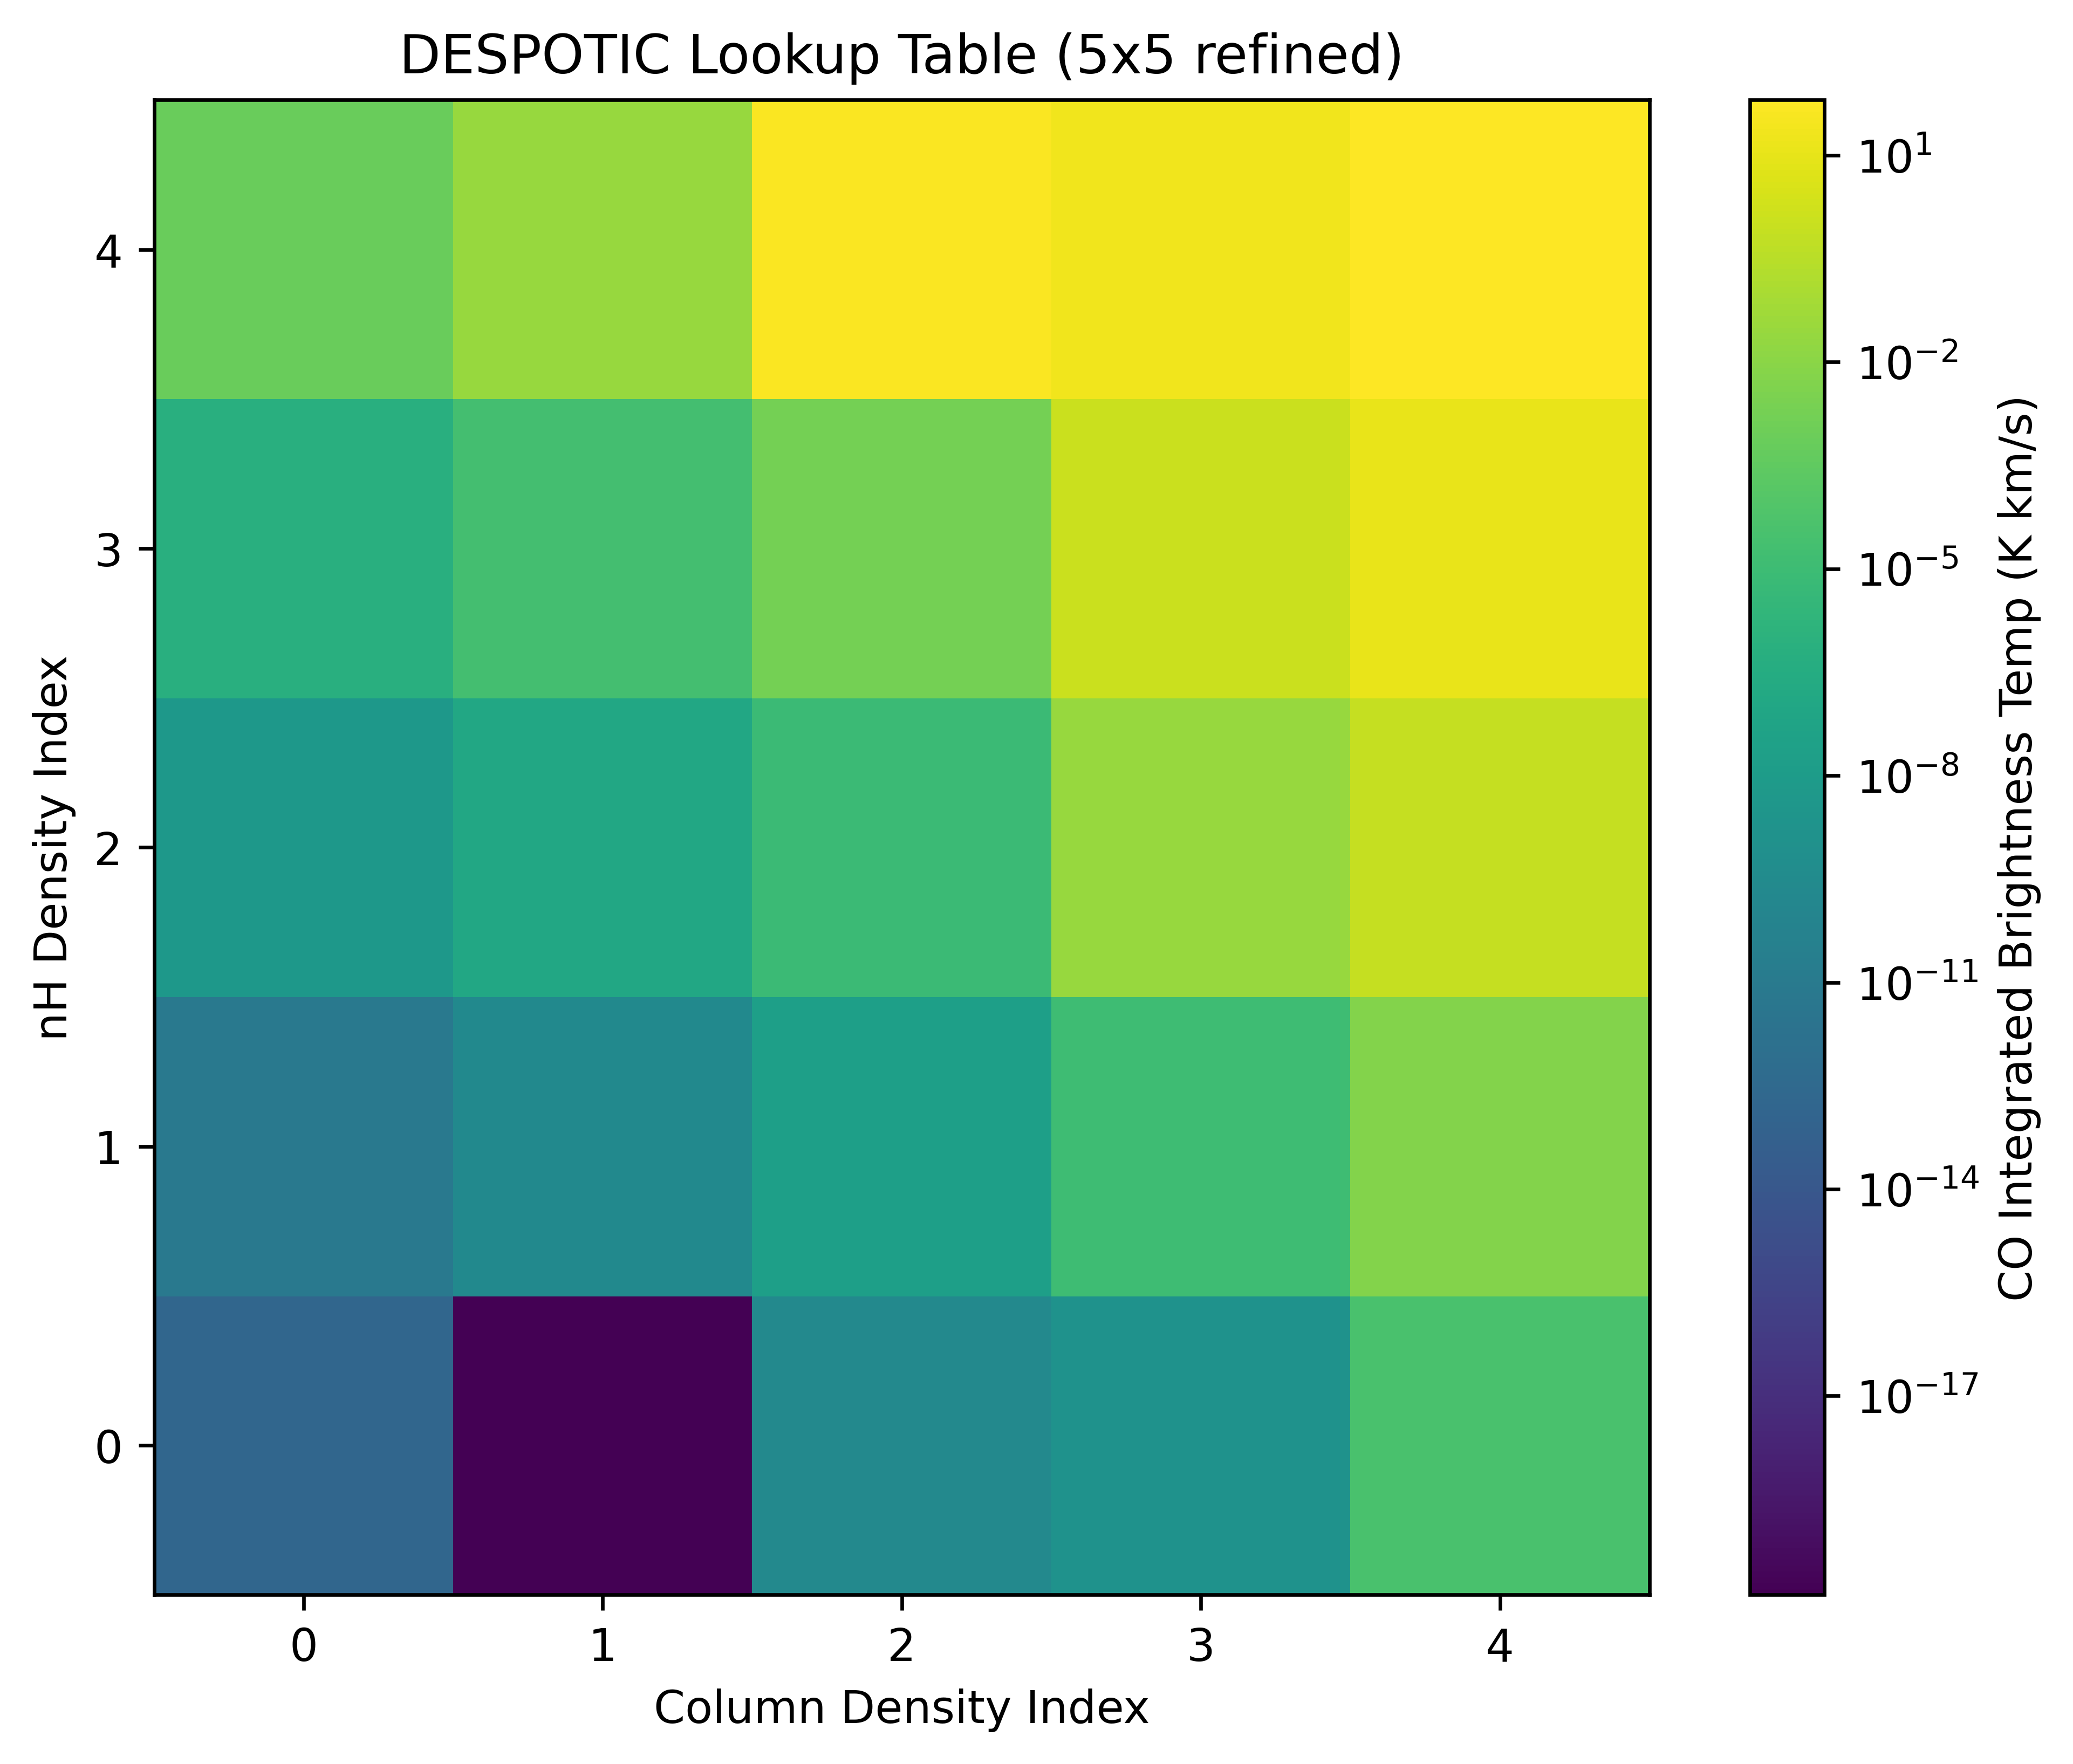 DESPOTIC Lookup Table (5x5 refined)
nH Density Index
4
3
2
1
0
0 1 2 3 4
Column Density Index
10¹
10⁻²
10⁻⁵
10⁻⁸
10⁻¹¹
10⁻¹⁴
10⁻¹⁷
CO Integrated Brightness Temp (K km/s)